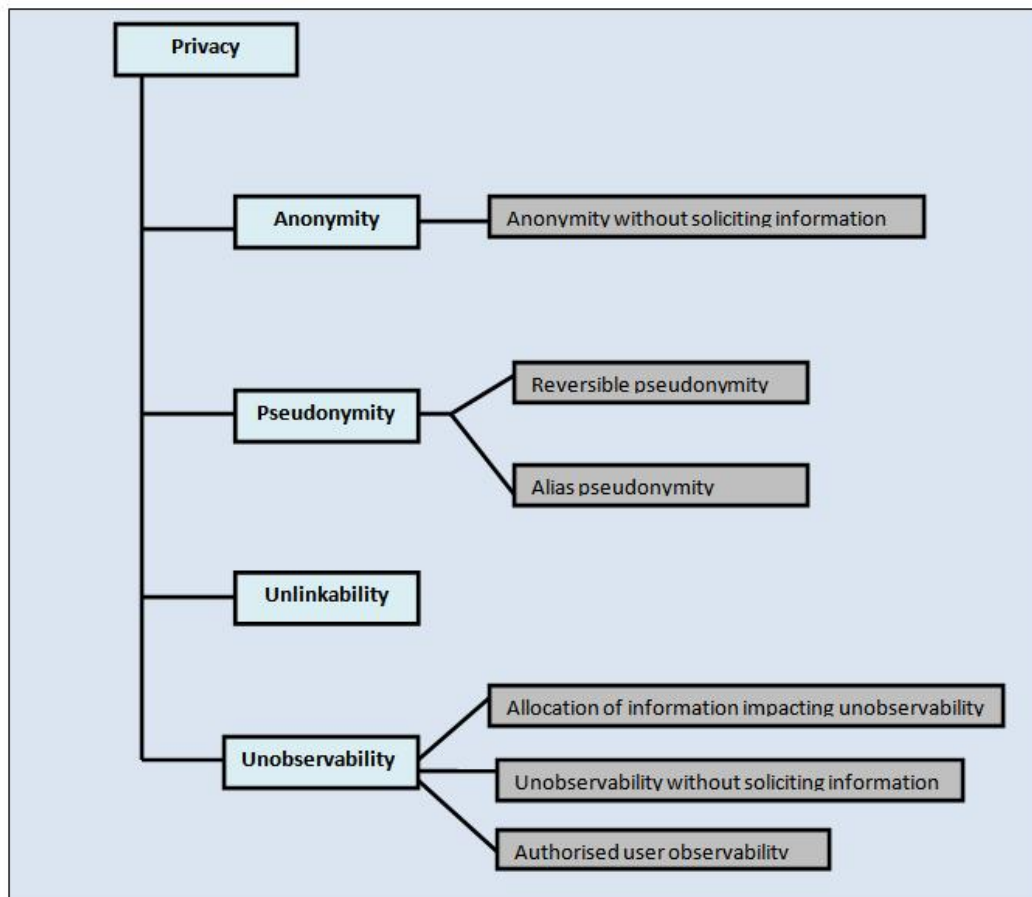 Privacy
Anonymity
Anonymity without soliciting information
Pseudonymity
Reversible pseudonymity
Alias pseudonymity
Unlinkability
Unobservability
Allocation of information impacting unobservability
Unobservability without soliciting information
Authorised user observability